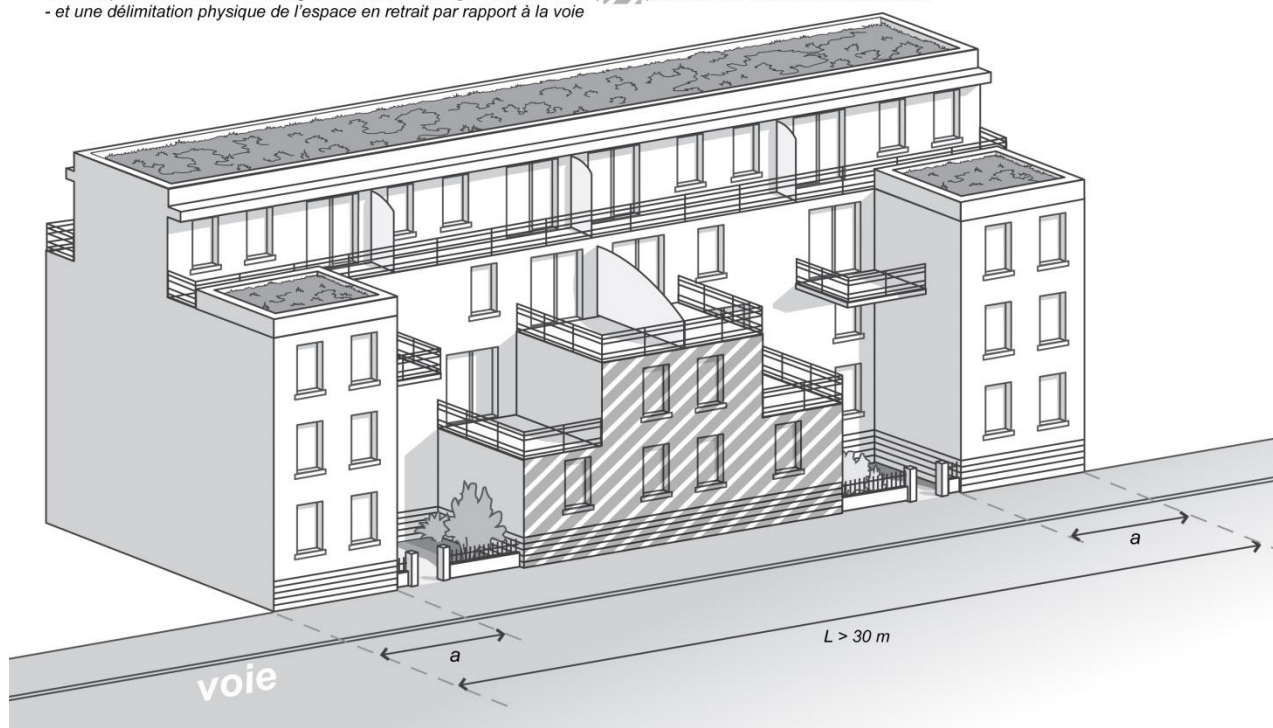 - et une délimitation physique de l'espace en retrait par rapport à la voie
a
L > 30 m
a
voie